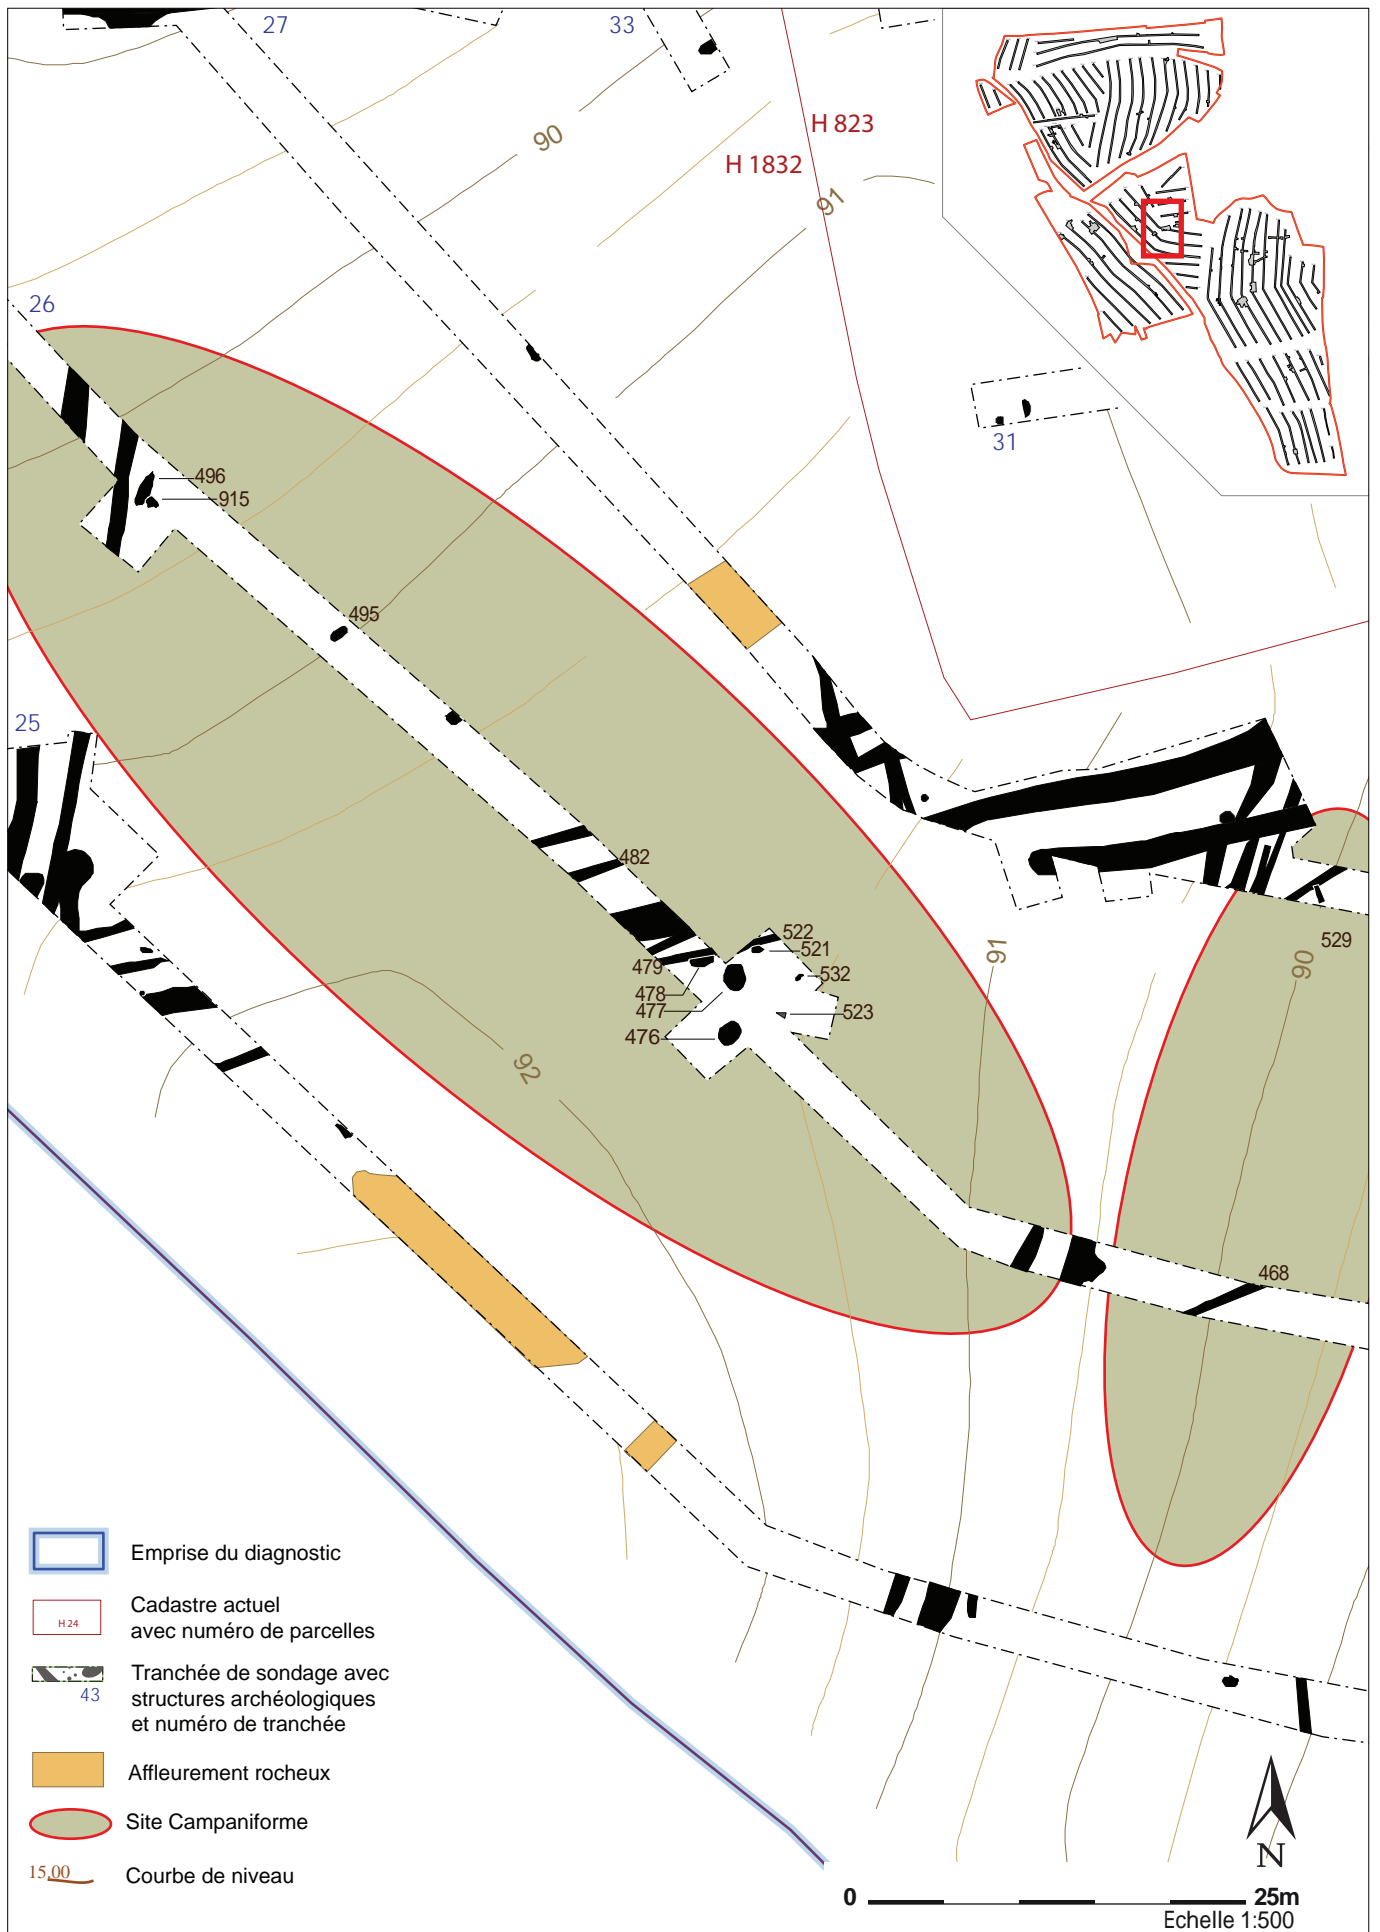 27
33
H 823
90
H 1832
91
26
31
496
915
495
25
482
522
521
529
479
532
91
90
478
477
523
476
92
468
Emprise du diagnostic
Cadastre actuel
avec numéro de parcelles
H 24
Tranchée de sondage avec
structures archéologiques
et numéro de tranchée
43
Affleurement rocheux
Site Campaniforme
15,00
Courbe de niveau
N
0 25m
Echelle 1:500